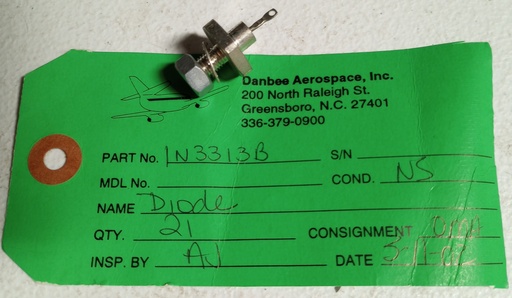 Danbee Aerospace, Inc.
200 North Raleigh St.
Greensboro, N.C. 27401
336-379-0900
PART No. 1N3313B S/N
MDL No. COND. NS
NAME Diode
QTY. 21 CONSIGNMENT
INSP. BY AJ DATE